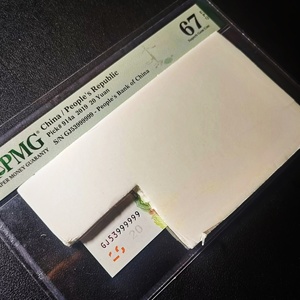 China / People's Republic
Pick# 914a 2019 20 Yuan
S/N GJ53999999 - People's Bank of China
PMG
PAPER MONEY GUARANTY
67
GJ53999999
20